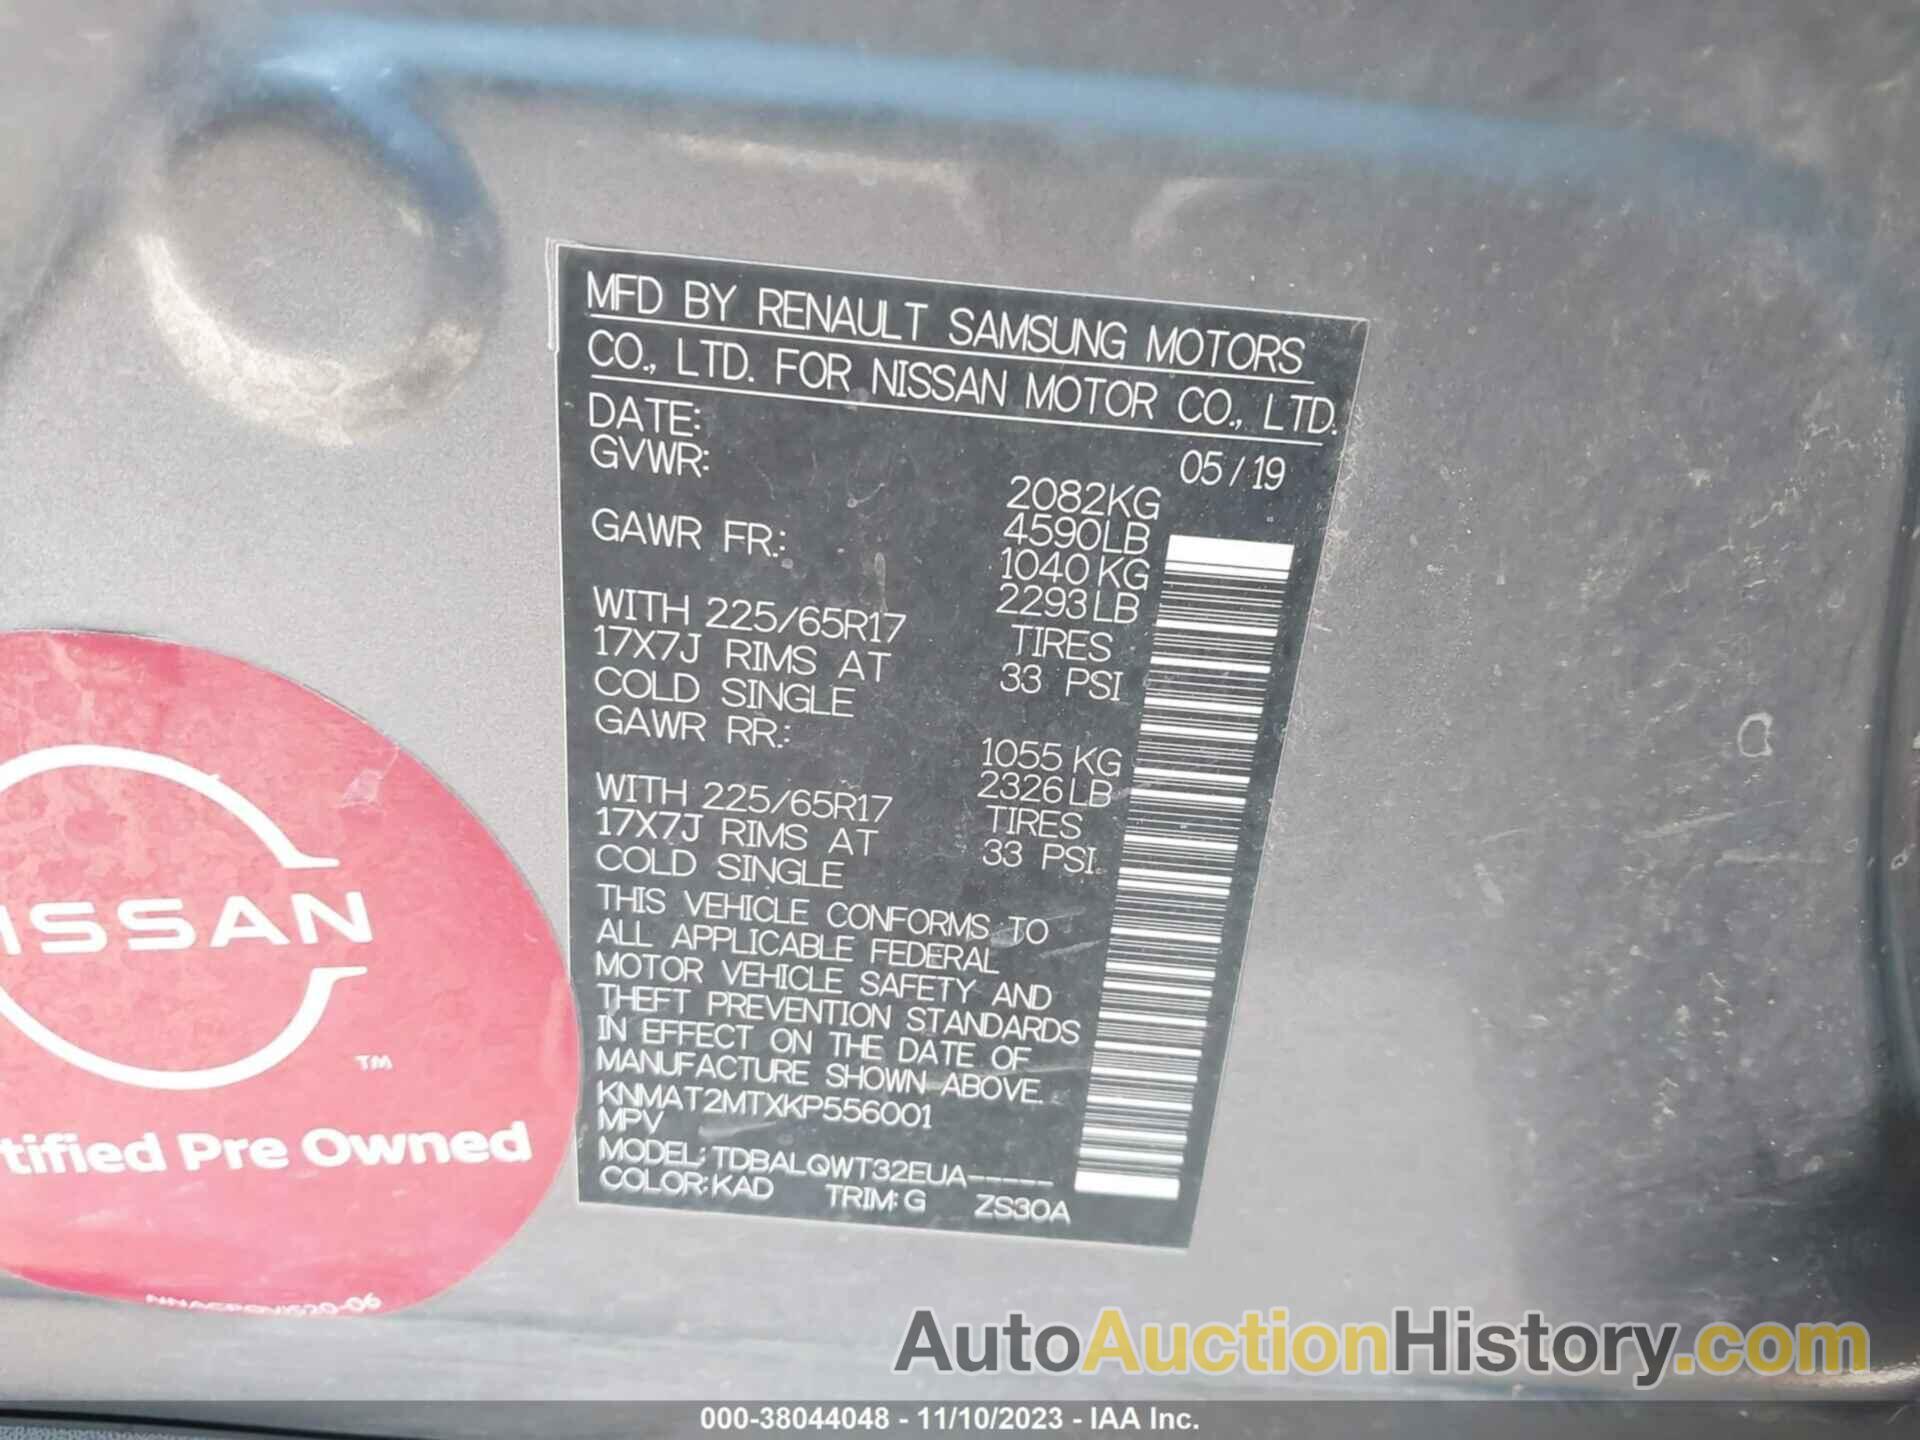 MFD BY RENAULT SAMSUNG MOTORS
CO., LTD. FOR NISSAN MOTOR CO., LTD.
DATE: 05/19
GVWR: 2082KG
4590LB
GAWR FR.: 1040KG
2293LB
WITH 225/65R17 TIRES
17X7J RIMS AT 33 PSI
COLD SINGLE
GAWR RR.: 1055KG
2326LB
WITH 225/65R17 TIRES
17X7J RIMS AT 33 PSI
COLD SINGLE
THIS VEHICLE CONFORMS TO
ALL APPLICABLE FEDERAL
MOTOR VEHICLE SAFETY AND
THEFT PREVENTION STANDARDS
IN EFFECT ON THE DATE OF
MANUFACTURE SHOWN ABOVE.
KNMAT2MTXKP556001
MPV
MODEL: TDBALQWT32EUA-----
COLOR: KAD TRIM: G ZS30A
ISSAN
TM
tified Pre Owned
AutoAuctionHistory.com
000-38044048 - 11/10/2023 - IAA Inc.